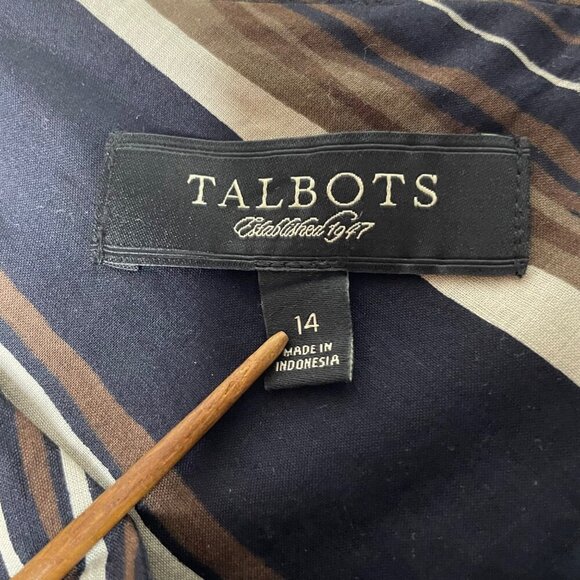 TALBOTS
Established 1947
14
MADE IN
INDONESIA